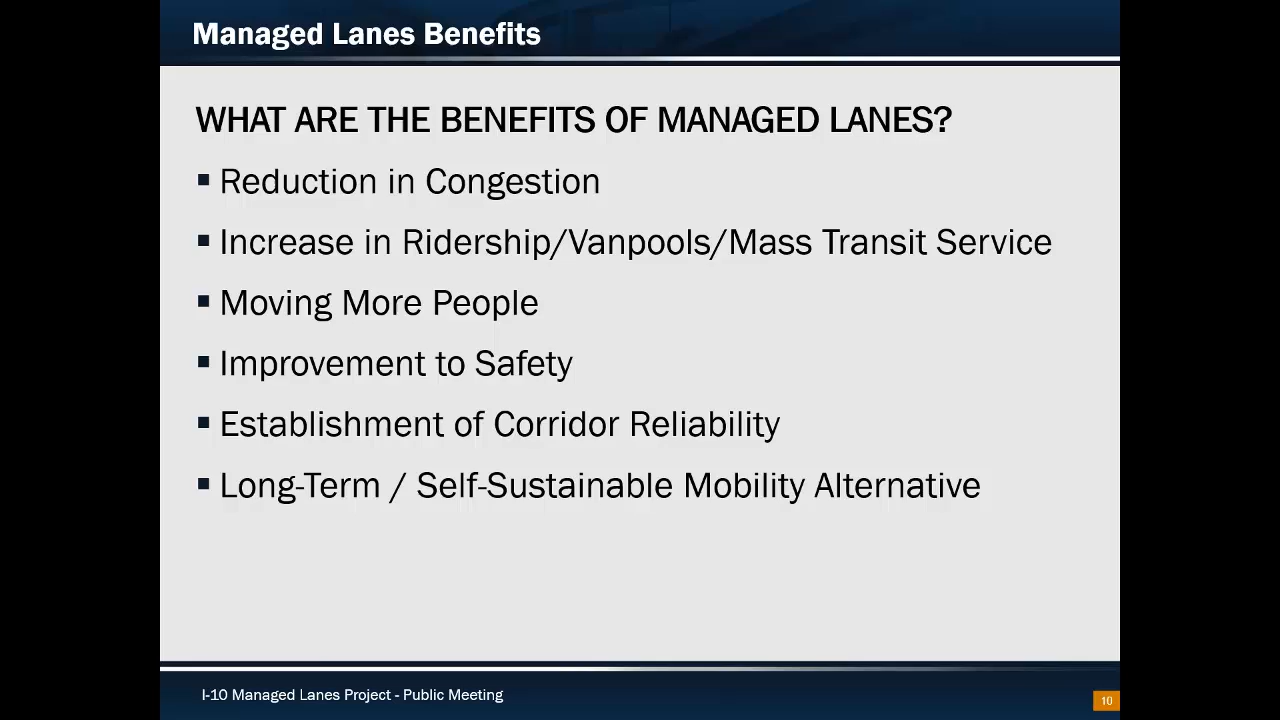 Managed Lanes Benefits
WHAT ARE THE BENEFITS OF MANAGED LANES?
▪ Reduction in Congestion
▪ Increase in Ridership/Vanpools/Mass Transit Service
▪ Moving More People
▪ Improvement to Safety
▪ Establishment of Corridor Reliability
▪ Long-Term / Self-Sustainable Mobility Alternative
I-10 Managed Lanes Project - Public Meeting
10